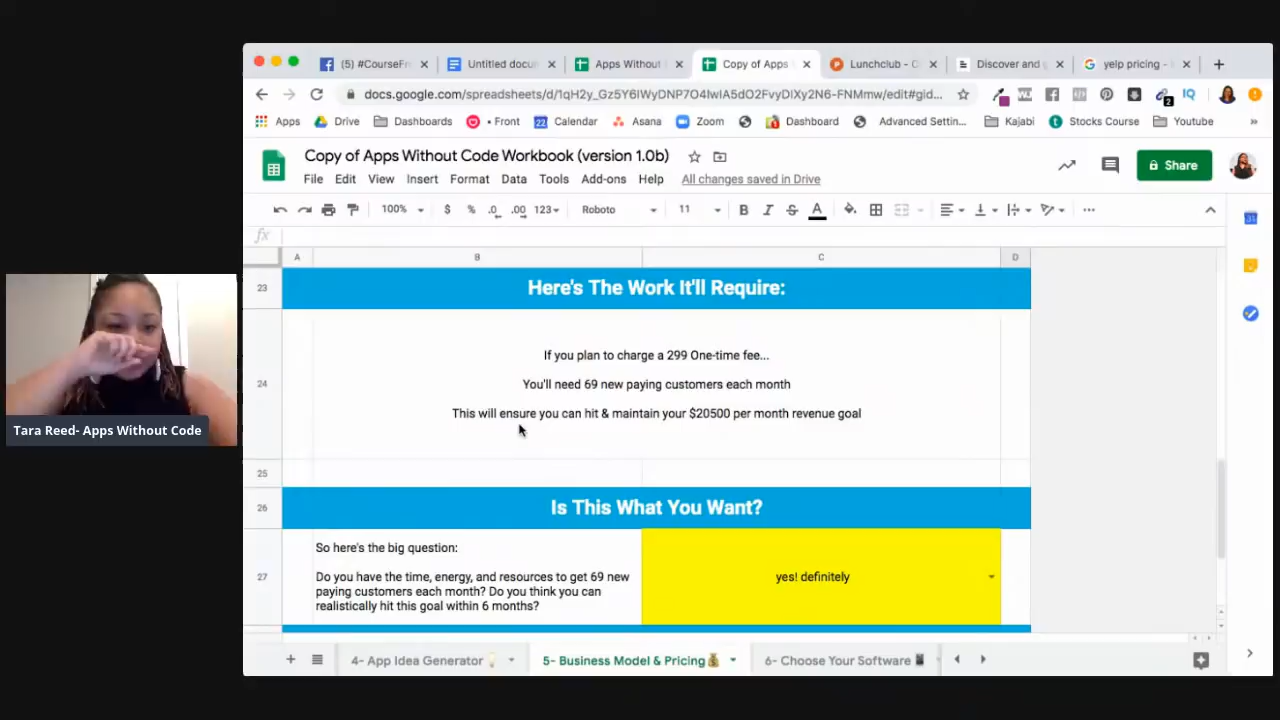 (5) #CourseFr
Untitled docu
Apps Without
Copy of Apps
Lunchclub - C
Discover and
yelp pricing -
docs.google.com/spreadsheets/d/1qH2y_Gz5Y6IWyDNP7O4IwIA5dO2FvyDIXy2N6-FNMmw/edit#gid...
IQ
2
Apps
Drive
Dashboards
• Front
22
Calendar
Asana
Zoom
Dashboard
Advanced Setting...
Kajabi
Stocks Course
Youtube
»
Copy of Apps Without Code Workbook (version 1.0b)
File Edit View Insert Format Data Tools Add-ons Help All changes saved in Drive
Share
100% $ % .0 .00 123 Roboto 11 B I S A
fx
A B C D
23 Here's The Work It'll Require:
If you plan to charge a 299 One-time fee...
24 You'll need 69 new paying customers each month
This will ensure you can hit & maintain your $20500 per month revenue goal
25
26 Is This What You Want?
So here's the big question:
27
Do you have the time, energy, and resources to get 69 new
paying customers each month? Do you think you can
realistically hit this goal within 6 months?
yes! definitely
4- App Idea Generator
5- Business Model & Pricing
6- Choose Your Software
Tara Reed- Apps Without Code